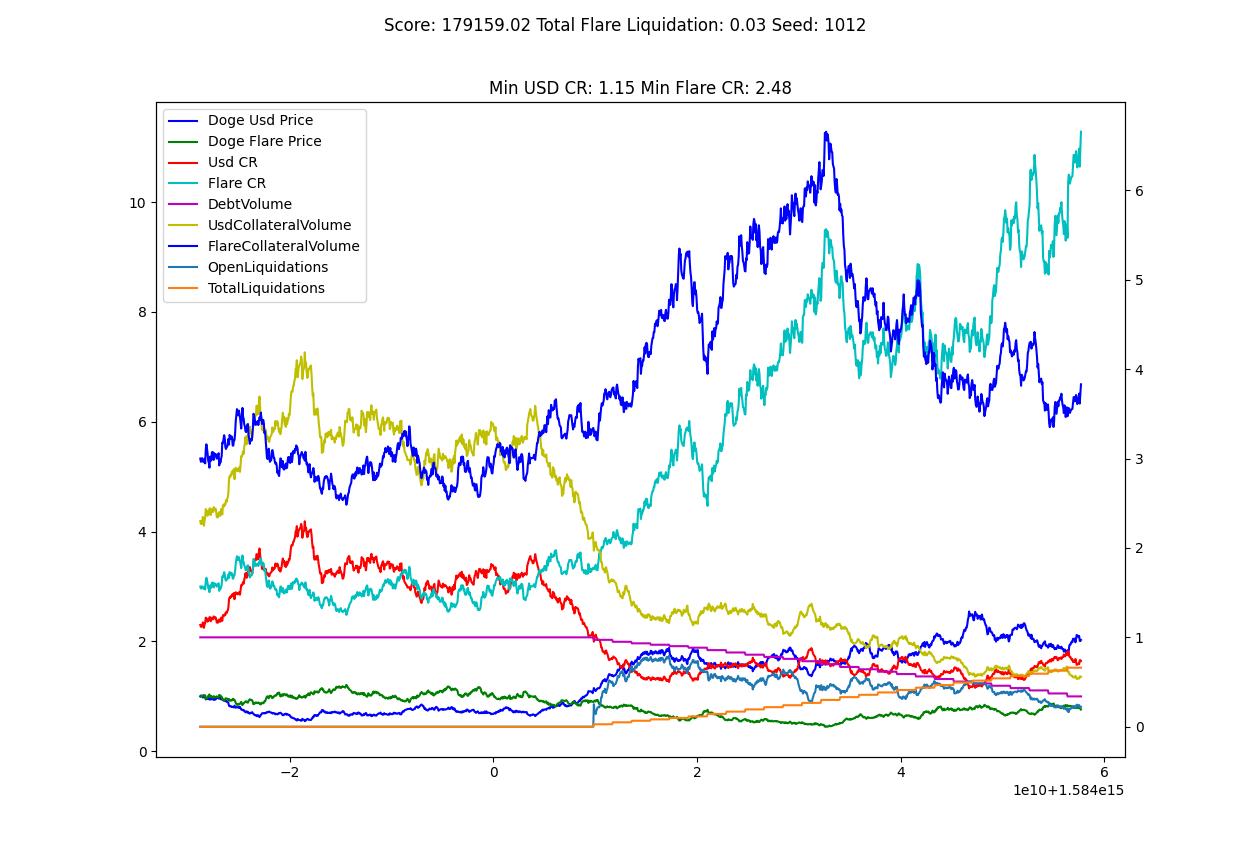 Score: 179159.02 Total Flare Liquidation: 0.03 Seed: 1012
Min USD CR: 1.15 Min Flare CR: 2.48
Doge Usd Price
Doge Flare Price
Usd CR
Flare CR
DebtVolume
UsdCollateralVolume
FlareCollateralVolume
OpenLiquidations
TotalLiquidations
10
8
6
4
2
0
6
5
4
3
2
1
0
−2 0 2 4 6
1e10+1.584e15